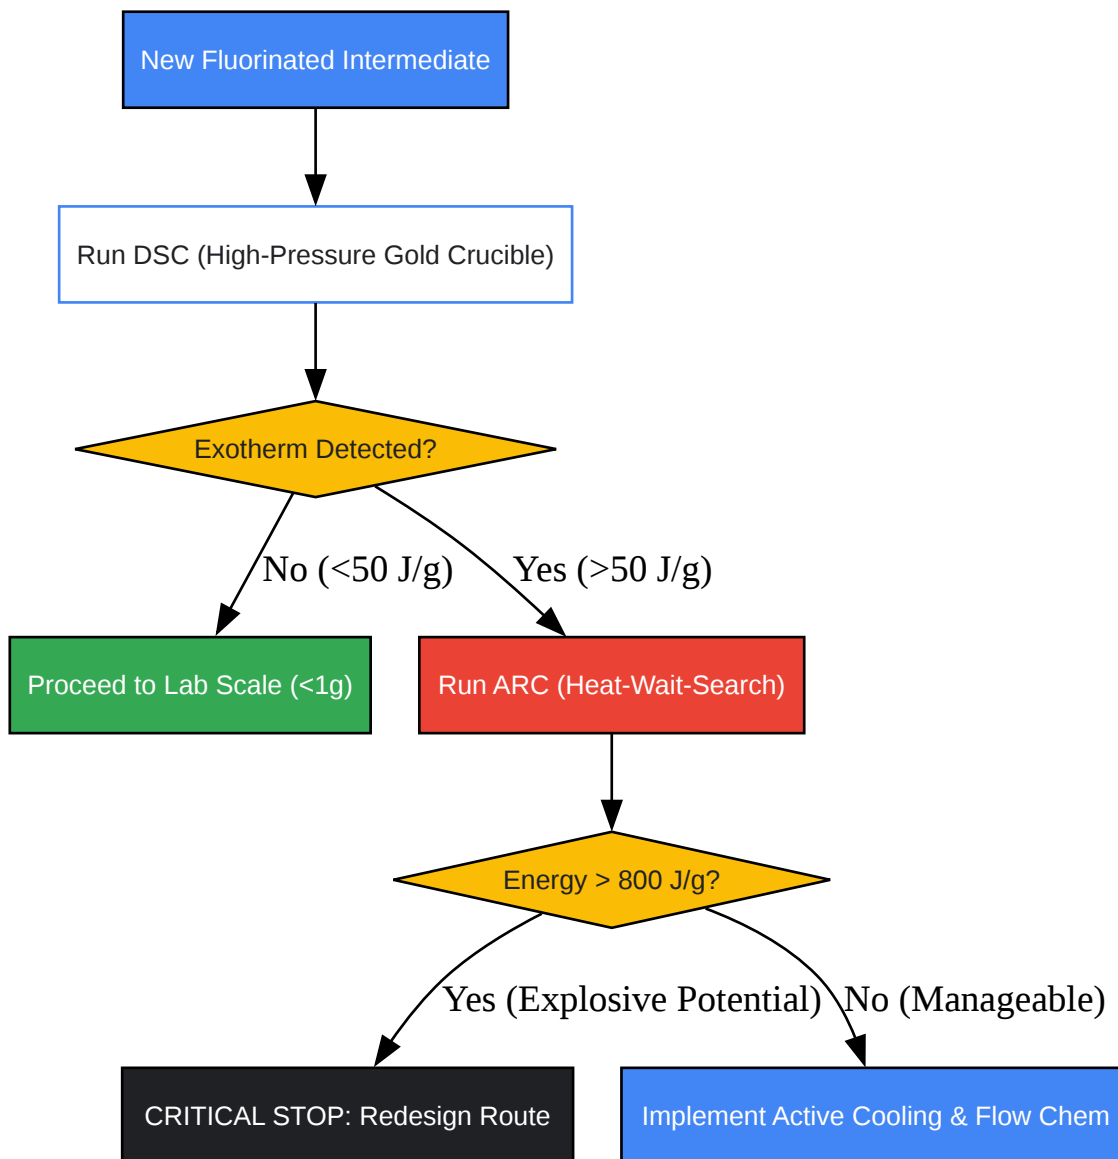 New Fluorinated Intermediate
Run DSC (High-Pressure Gold Crucible)
Exotherm Detected?
No (<50 J/g)
Yes (>50 J/g)
Proceed to Lab Scale (<1g)
Run ARC (Heat-Wait-Search)
Energy > 800 J/g?
Yes (Explosive Potential)
No (Manageable)
CRITICAL STOP: Redesign Route
Implement Active Cooling & Flow Chem